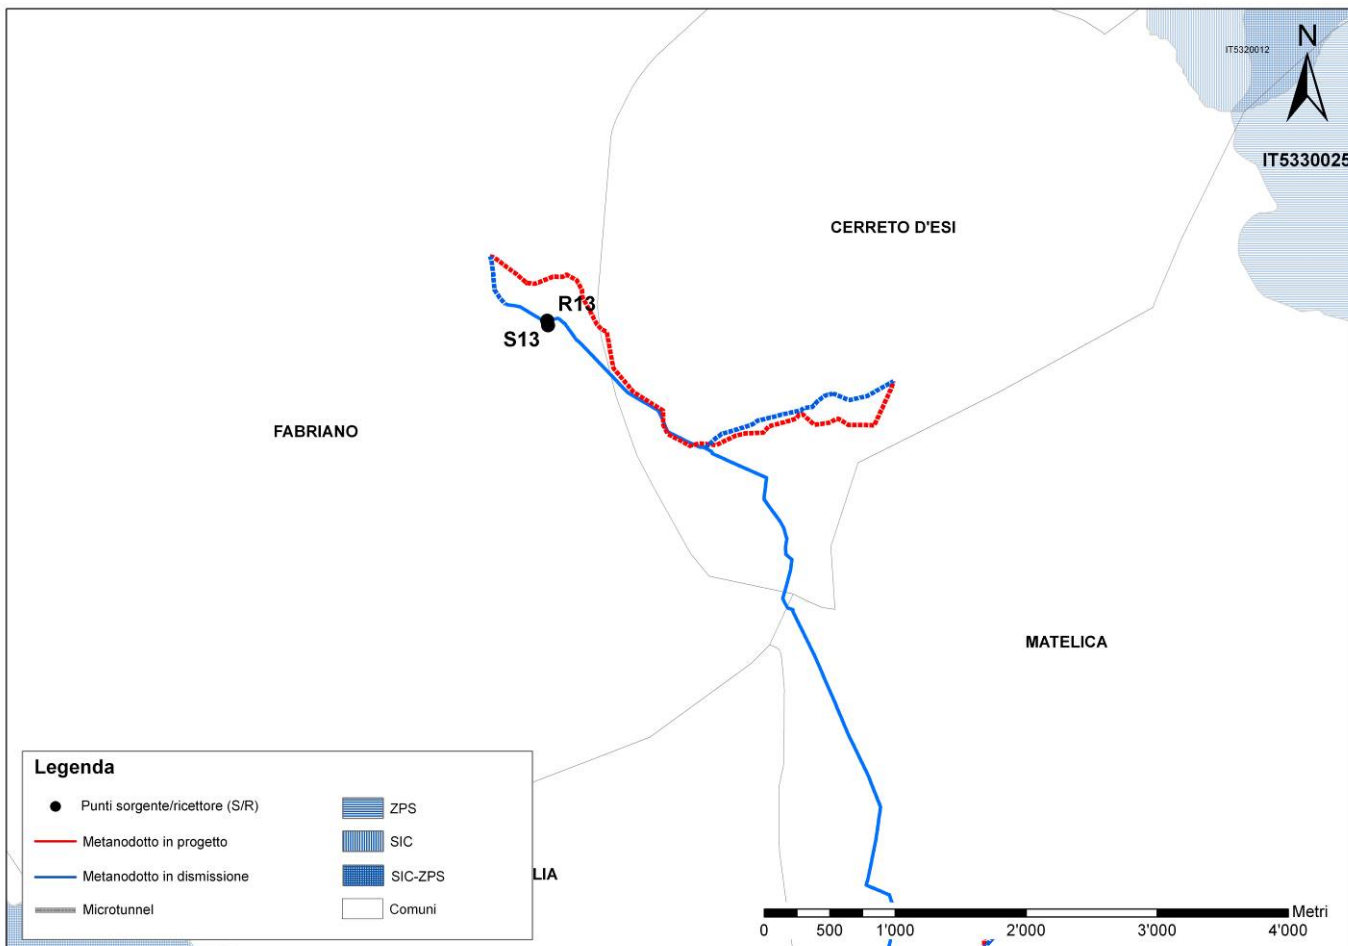 N
IT5320012
IT5330025
CERRETO D'ESI
R13
S13
FABRIANO
MATELICA
Legenda
Punti sorgente/ricettore (S/R)
Metanodotto in progetto
Metanodotto in dismissione
Microtunnel
ZPS
SIC
SIC-ZPS
Comuni
LIA
Metri
0 500 1'000 2'000 3'000 4'000